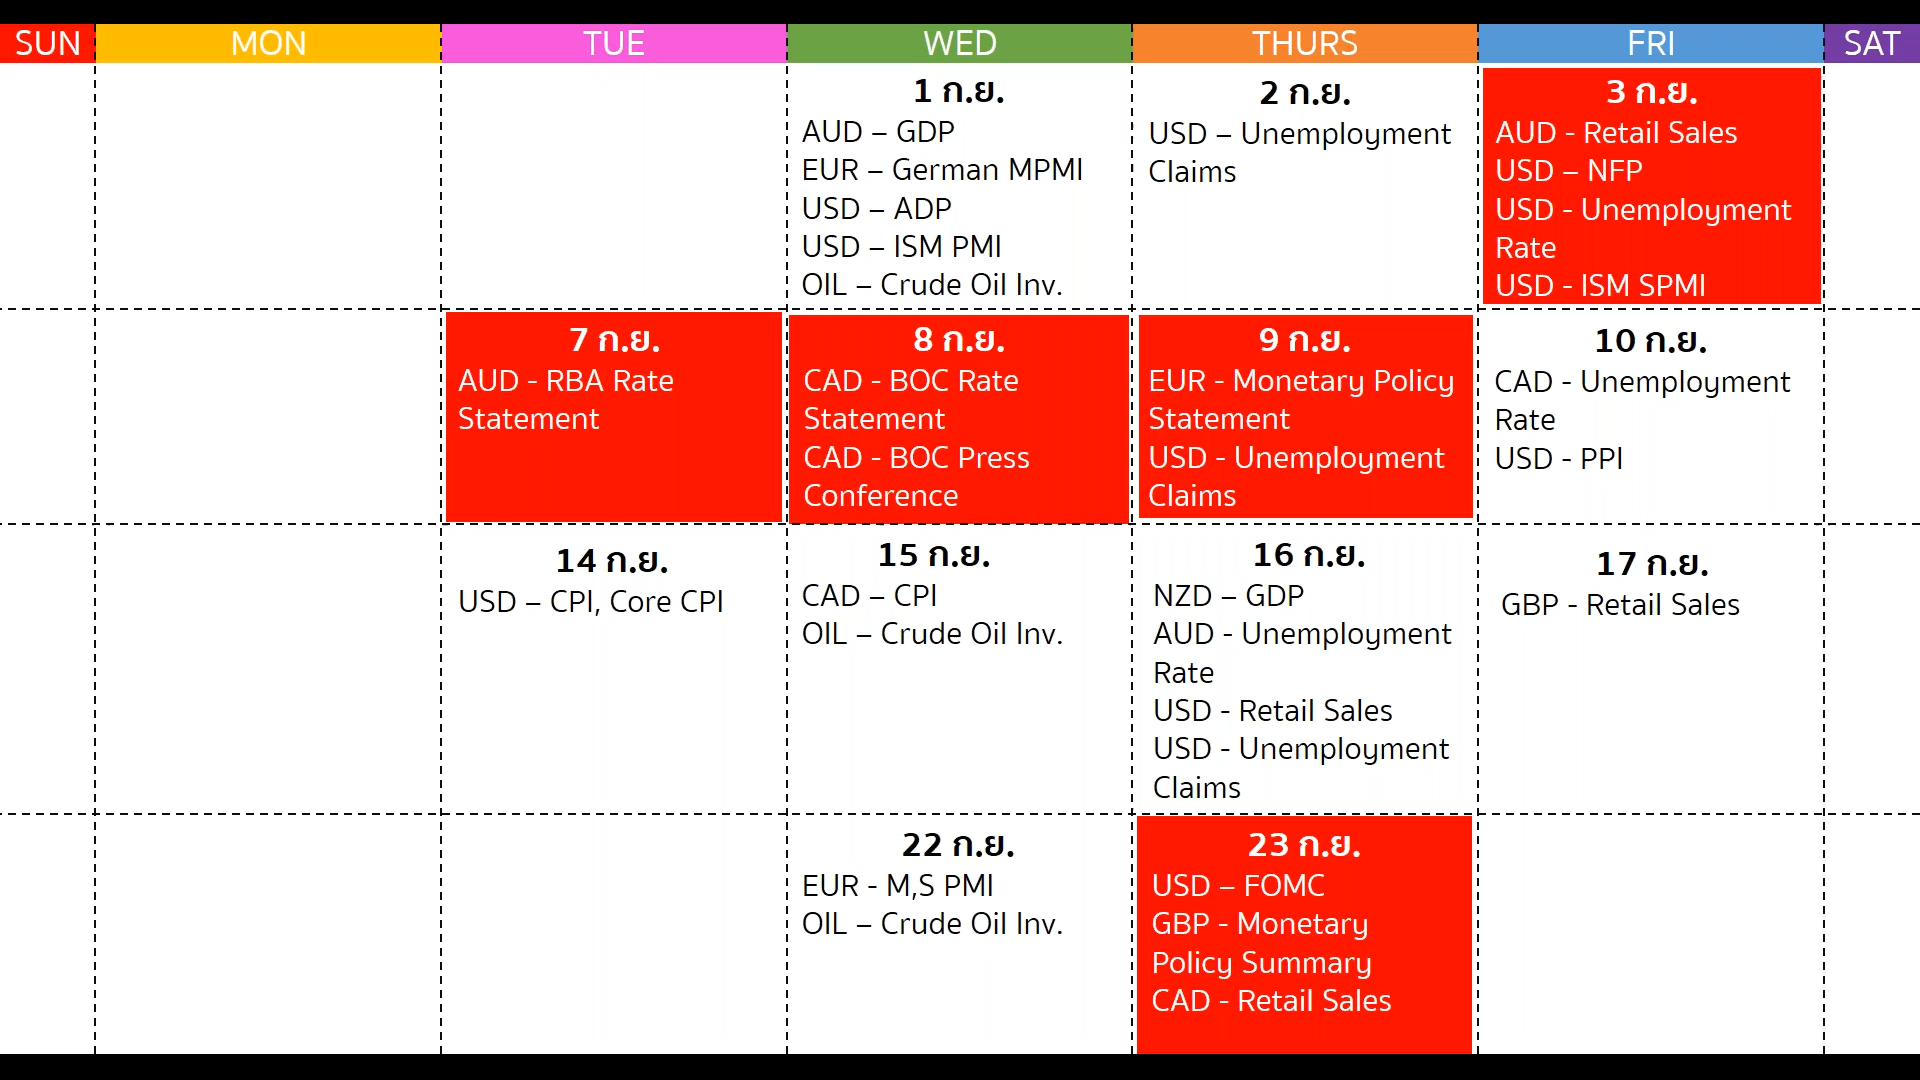 SUN
MON
TUE
WED
THURS
FRI
SAT
1 ก.ย.
AUD – GDP
EUR – German MPMI
USD – ADP
USD – ISM PMI
OIL – Crude Oil Inv.
2 ก.ย.
USD – Unemployment
Claims
3 ก.ย.
AUD - Retail Sales
USD – NFP
USD - Unemployment
Rate
USD - ISM SPMI
7 ก.ย.
AUD - RBA Rate
Statement
8 ก.ย.
CAD - BOC Rate
Statement
CAD - BOC Press
Conference
9 ก.ย.
EUR - Monetary Policy
Statement
USD - Unemployment
Claims
10 ก.ย.
CAD - Unemployment
Rate
USD - PPI
14 ก.ย.
USD – CPI, Core CPI
15 ก.ย.
CAD – CPI
OIL – Crude Oil Inv.
16 ก.ย.
NZD – GDP
AUD - Unemployment
Rate
USD - Retail Sales
USD - Unemployment
Claims
17 ก.ย.
GBP - Retail Sales
22 ก.ย.
EUR - M,S PMI
OIL – Crude Oil Inv.
23 ก.ย.
USD – FOMC
GBP - Monetary
Policy Summary
CAD - Retail Sales